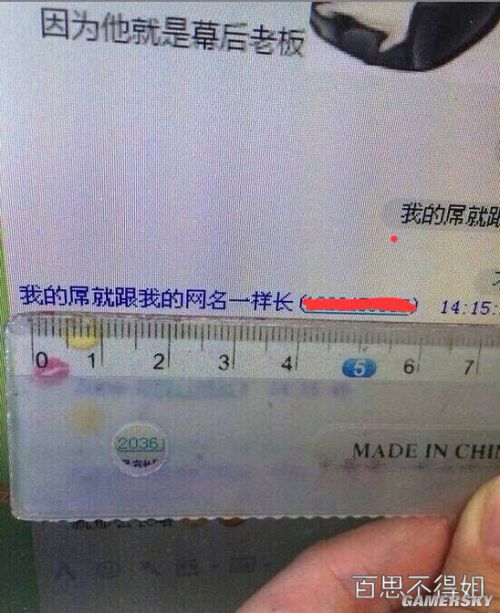 因为他就是幕后老板
我的屌就跟
我的屌就跟我的网名一样长(
) 14:15:
0 1 2 3 4 5 6 7
2036
MADE IN CHIN
百思不得姐
GAMERSKY